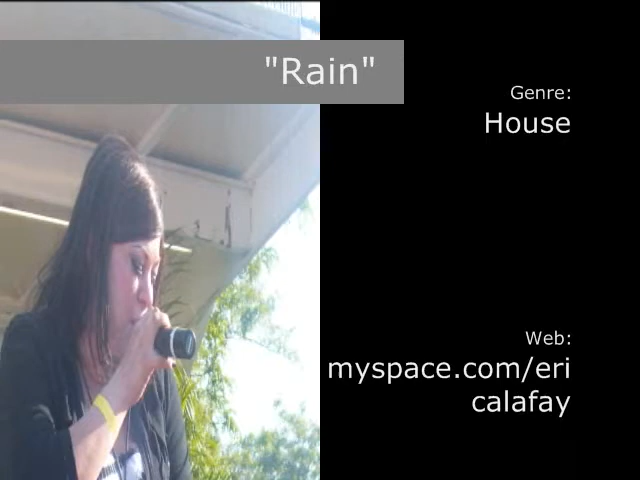 "Rain"
Genre:
House
Web:
myspace.com/eri
calafay